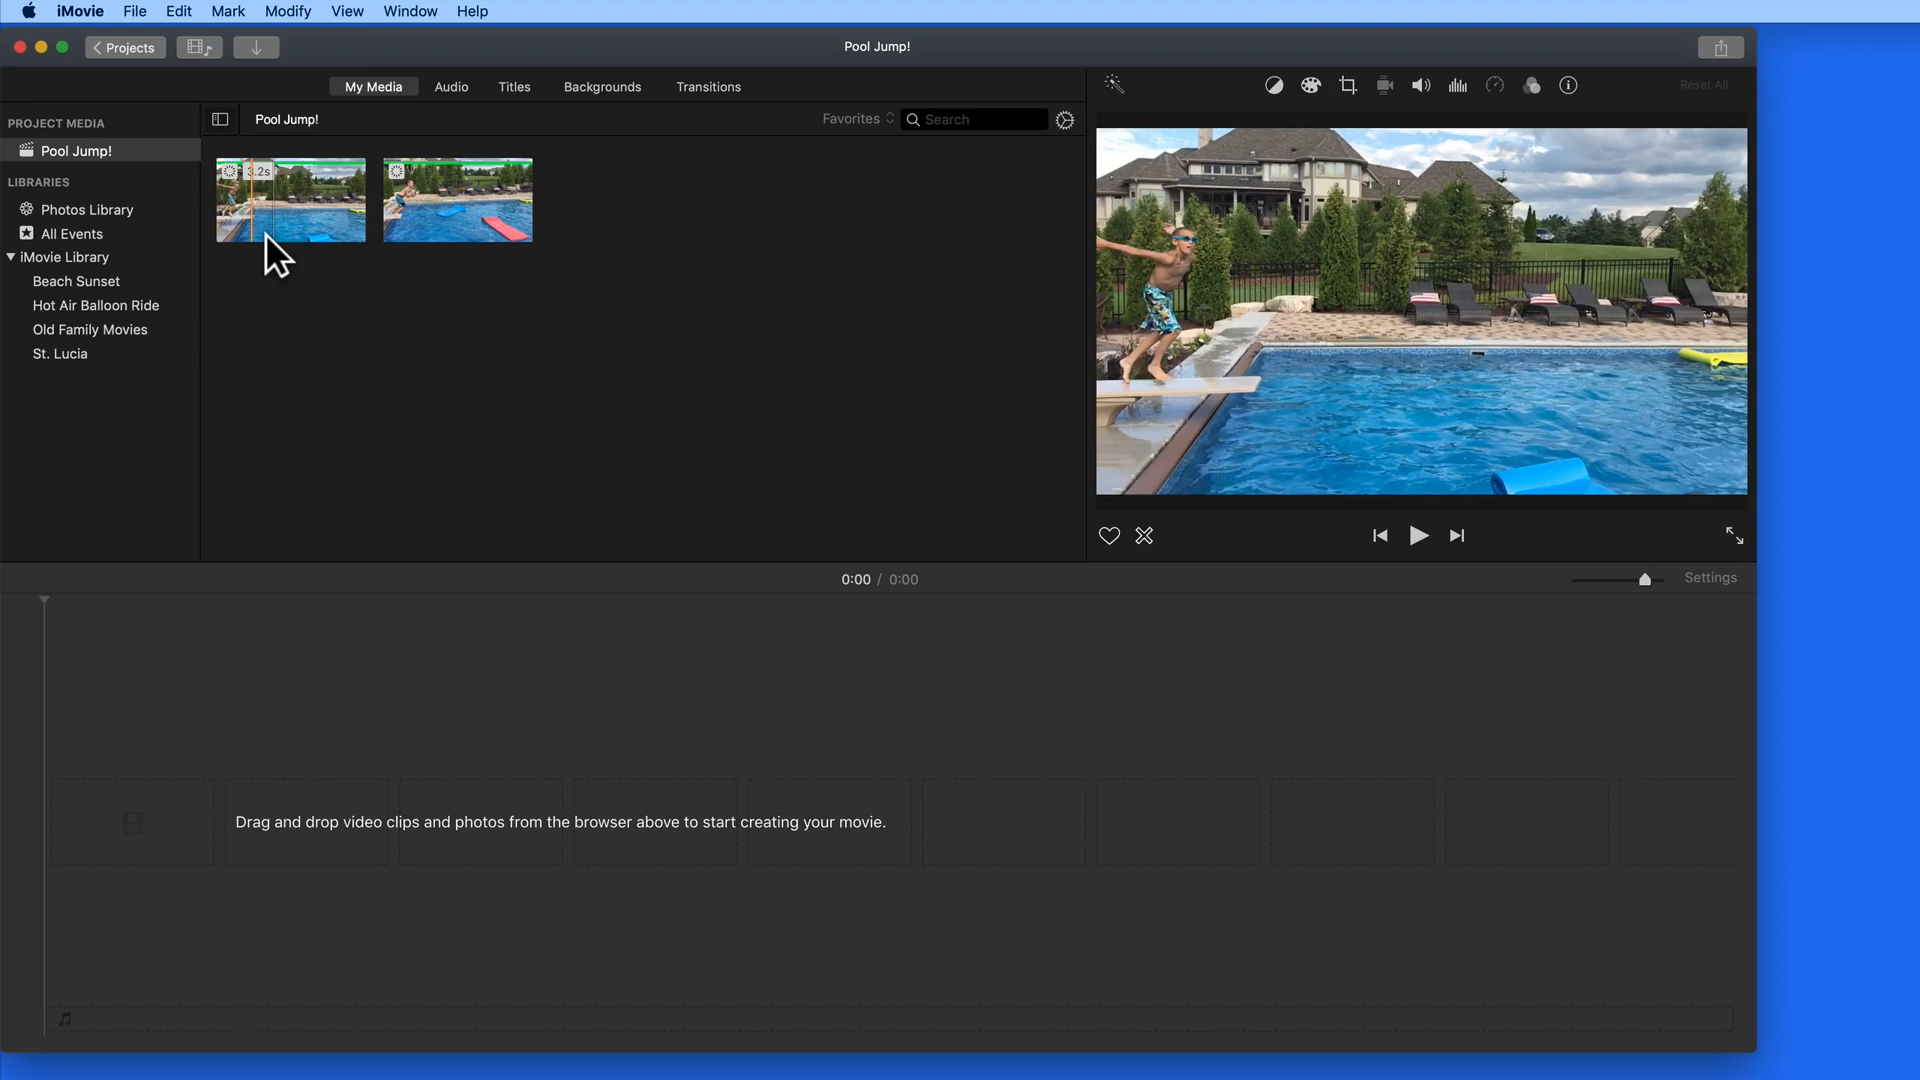 iMovie File Edit Mark Modify View Window Help
Projects
Pool Jump!
My Media Audio Titles Backgrounds Transitions
Reset All
PROJECT MEDIA
Pool Jump!
LIBRARIES
Photos Library
All Events
iMovie Library
Beach Sunset
Hot Air Balloon Ride
Old Family Movies
St. Lucia
Pool Jump!
Favorites
Search
3.2s
0:00 / 0:00
Settings
Drag and drop video clips and photos from the browser above to start creating your movie.